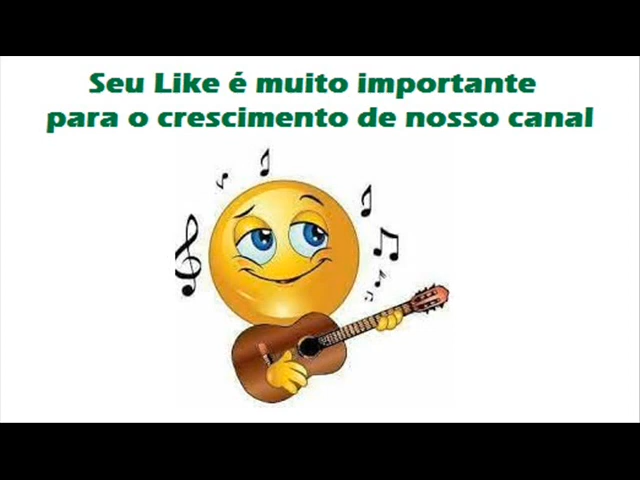 Seu Like é muito importante
para o crescimento de nosso canal